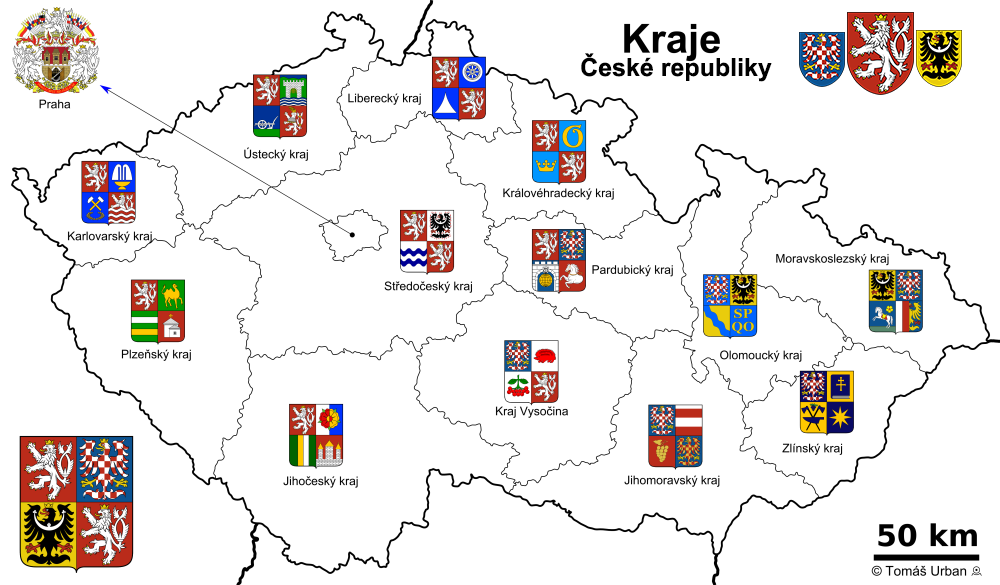 Kraje
České republiky
Praha
Liberecký kraj
Ústecký kraj
Královéhradecký kraj
Karlovarský kraj
Středočeský kraj
Pardubický kraj
Moravskoslezský kraj
SP
QO
Plzeňský kraj
Olomoucký kraj
Kraj Vysočina
Zlínský kraj
Jihočeský kraj
Jihomoravský kraj
50 km
© Tomáš Urban